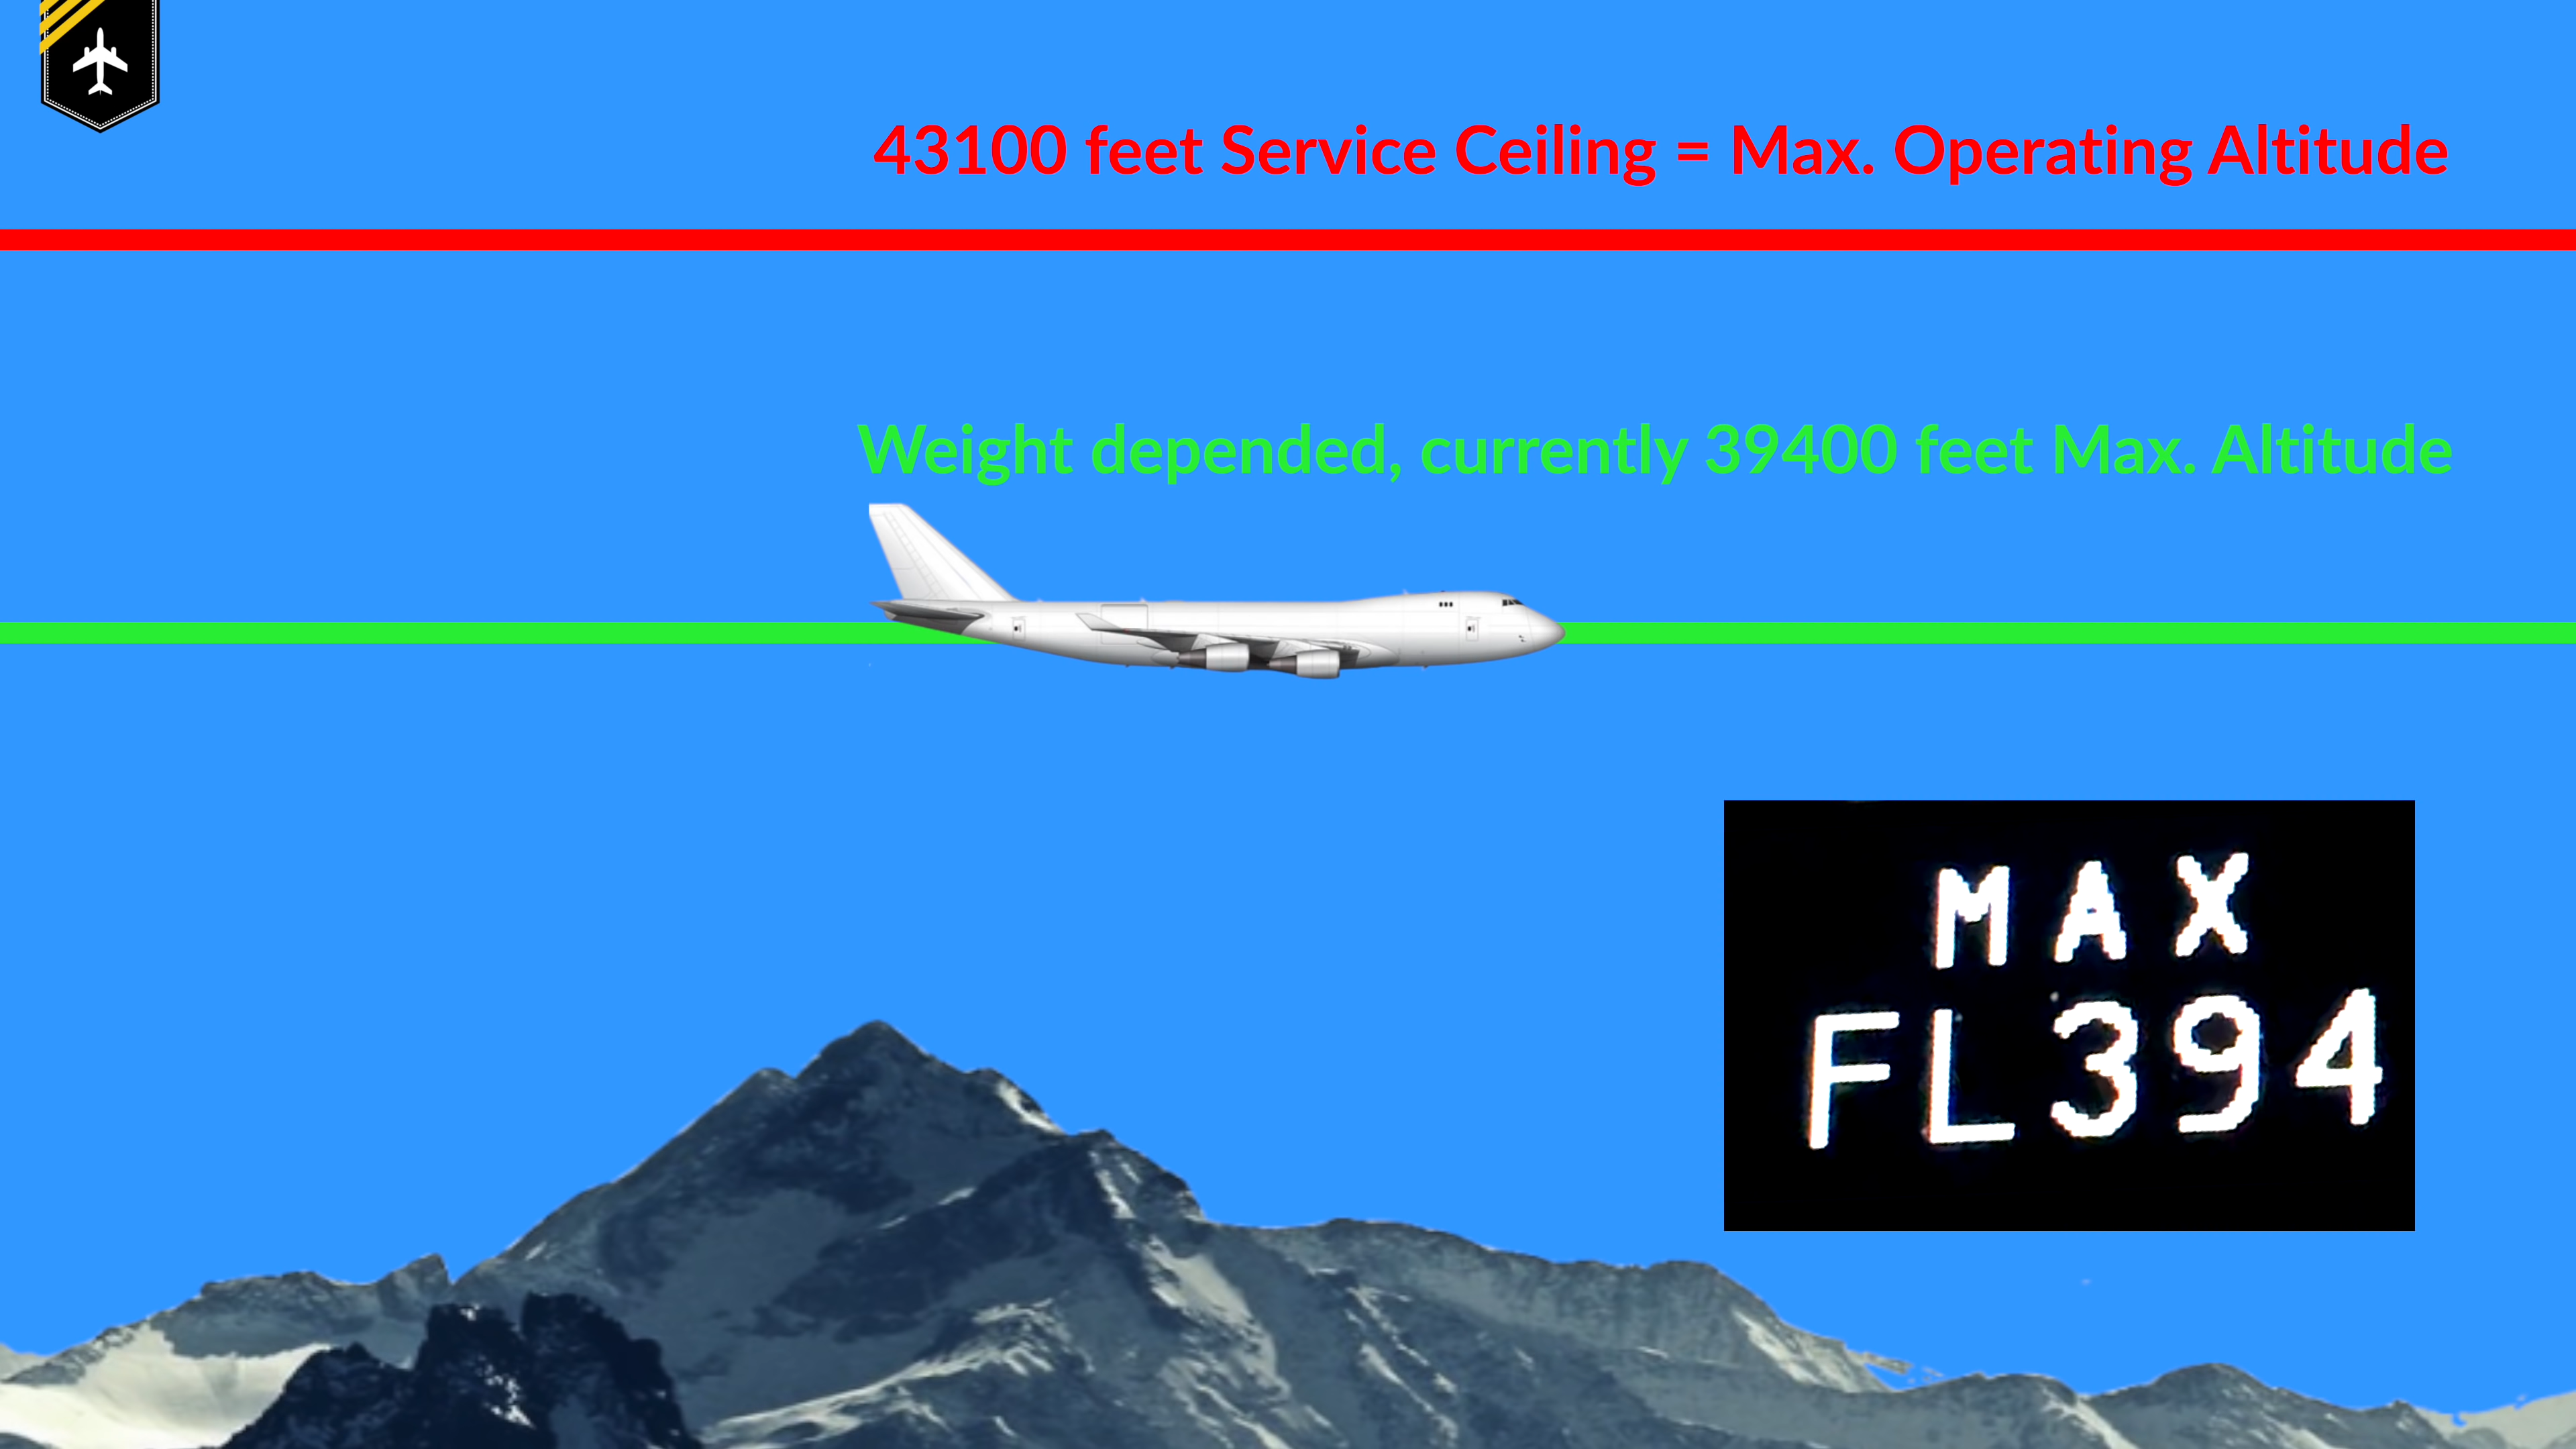 43100 feet Service Ceiling = Max. Operating Altitude
Weight depended, currently 39400 feet Max. Altitude
MAX
FL394